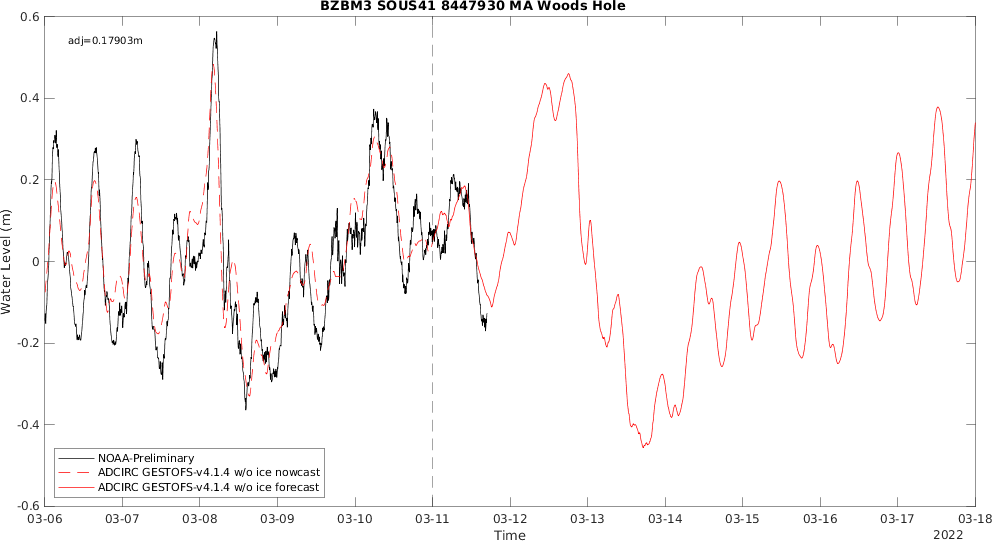 BZBM3 SOUS41 8447930 MA Woods Hole
adj=0.17903m
0.6
0.4
0.2
0
-0.2
-0.4
-0.6
Water Level (m)
NOAA-Preliminary
ADCIRC GESTOFS-v4.1.4 w/o ice nowcast
ADCIRC GESTOFS-v4.1.4 w/o ice forecast
03-06 03-07 03-08 03-09 03-10 03-11 03-12 03-13 03-14 03-15 03-16 03-17 03-18
Time
2022